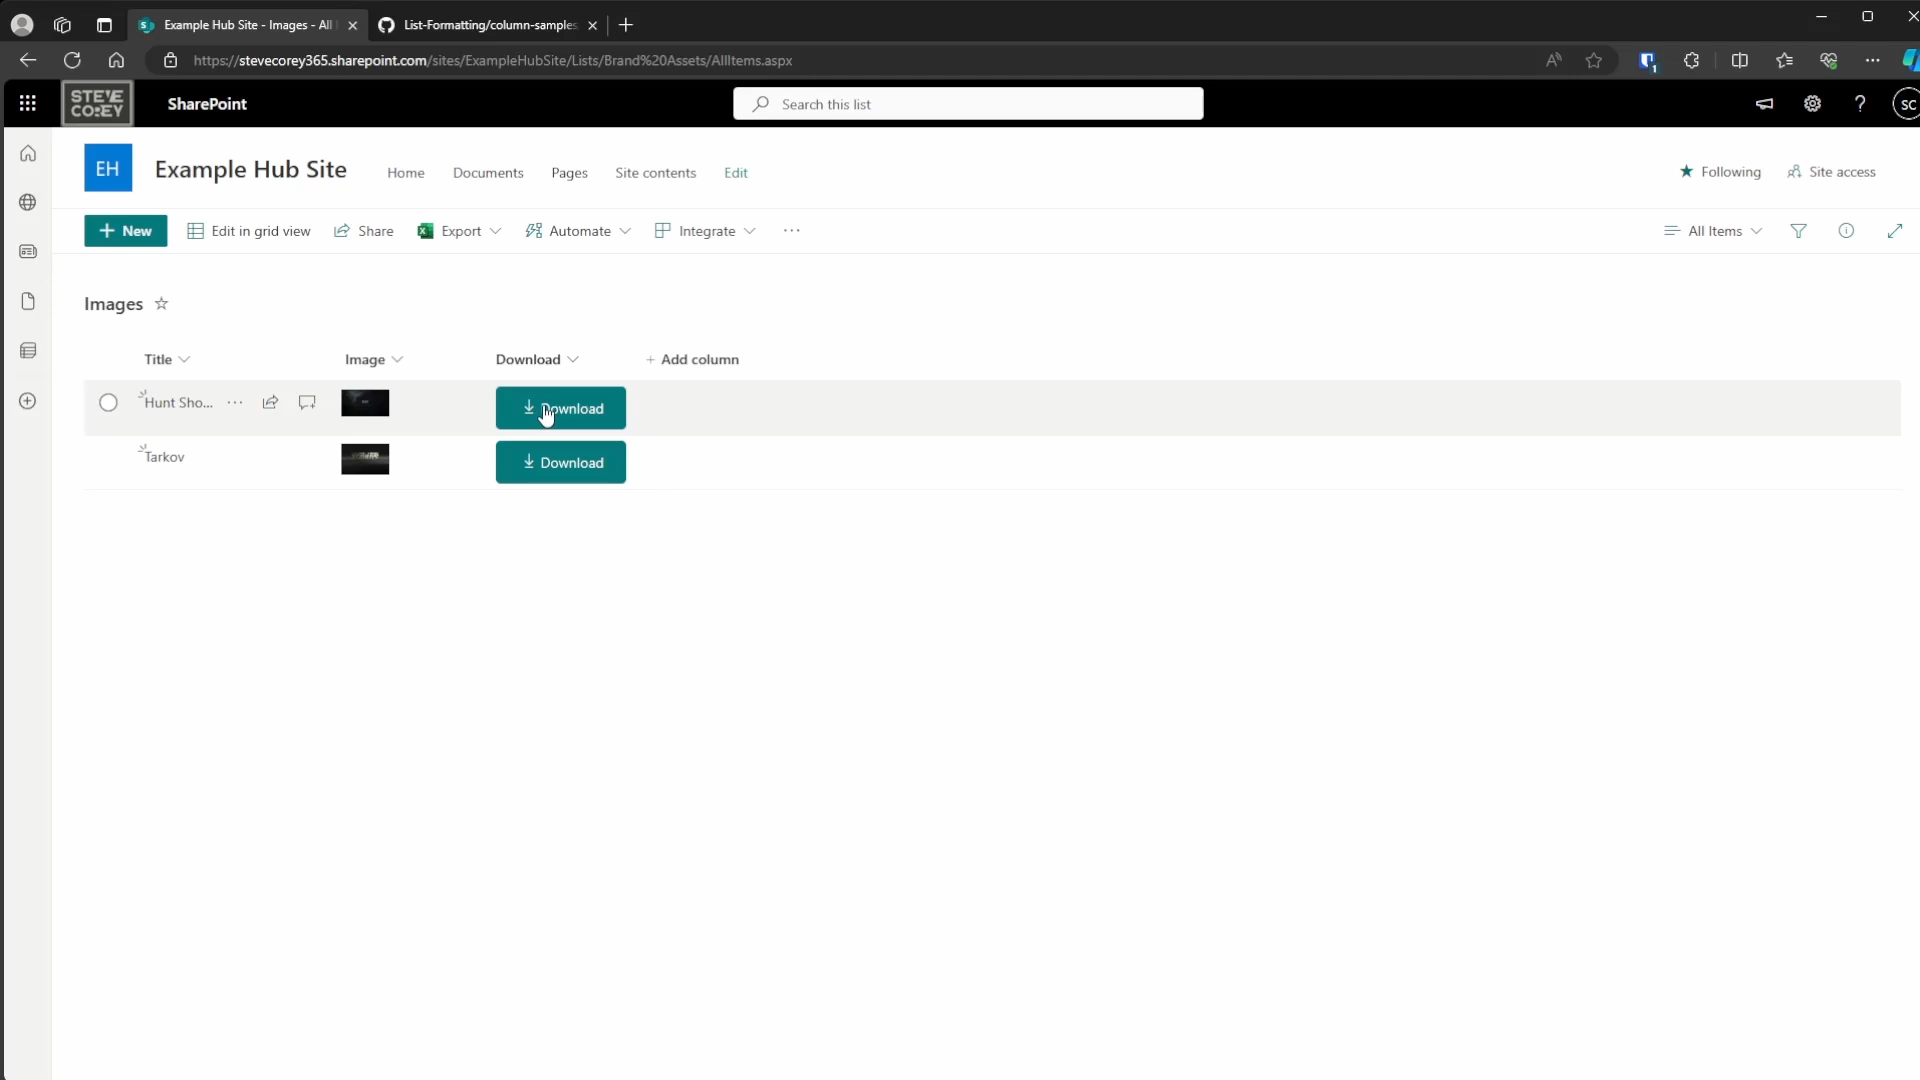 Example Hub Site - Images - All
List-Formatting/column-samples
https://stevecorey365.sharepoint.com/sites/ExampleHubSite/Lists/Brand%20Assets/AllItems.aspx
1
STEVE
COREY
SharePoint
Search this list
?
SC
EH
Example Hub Site
Home
Documents
Pages
Site contents
Edit
Following
Site access
New
Edit in grid view
Share
Export
Automate
Integrate
All Items
Images
Title
Image
Download
+ Add column
Hunt Sho...
Download
Tarkov
Download